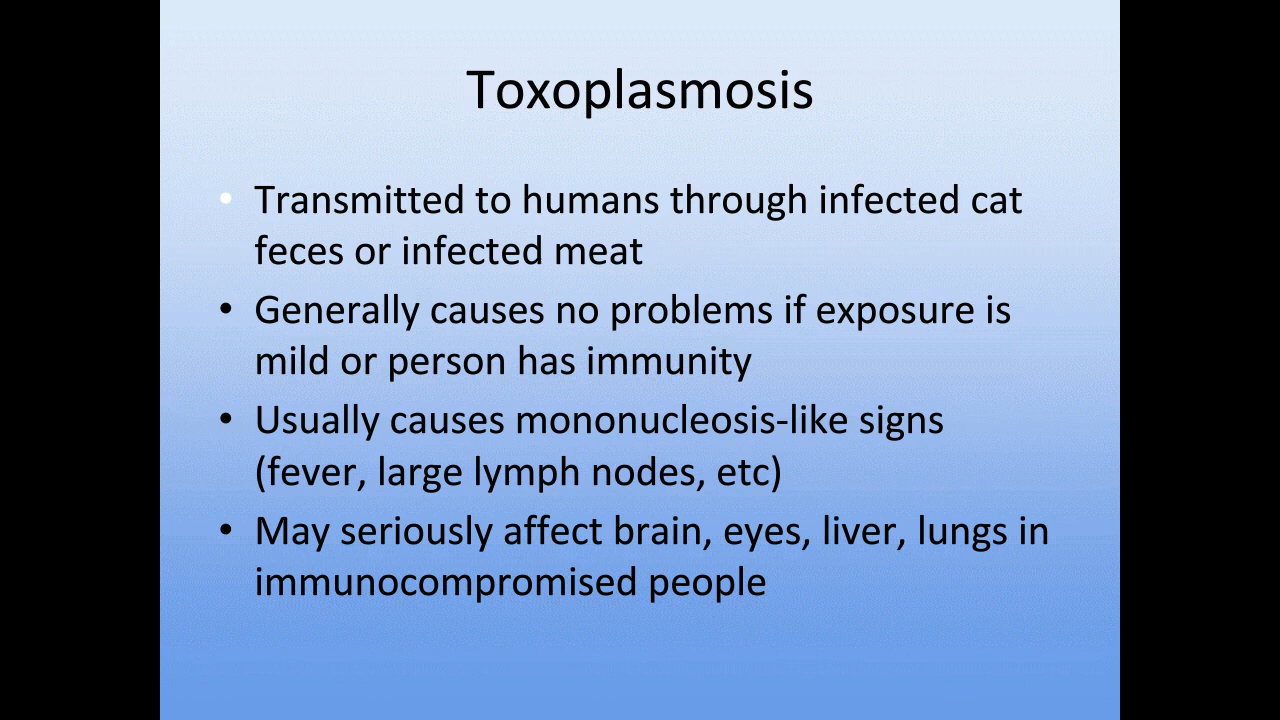 Toxoplasmosis
• Transmitted to humans through infected cat
feces or infected meat
• Generally causes no problems if exposure is
mild or person has immunity
• Usually causes mononucleosis-like signs
(fever, large lymph nodes, etc)
• May seriously affect brain, eyes, liver, lungs in
immunocompromised people